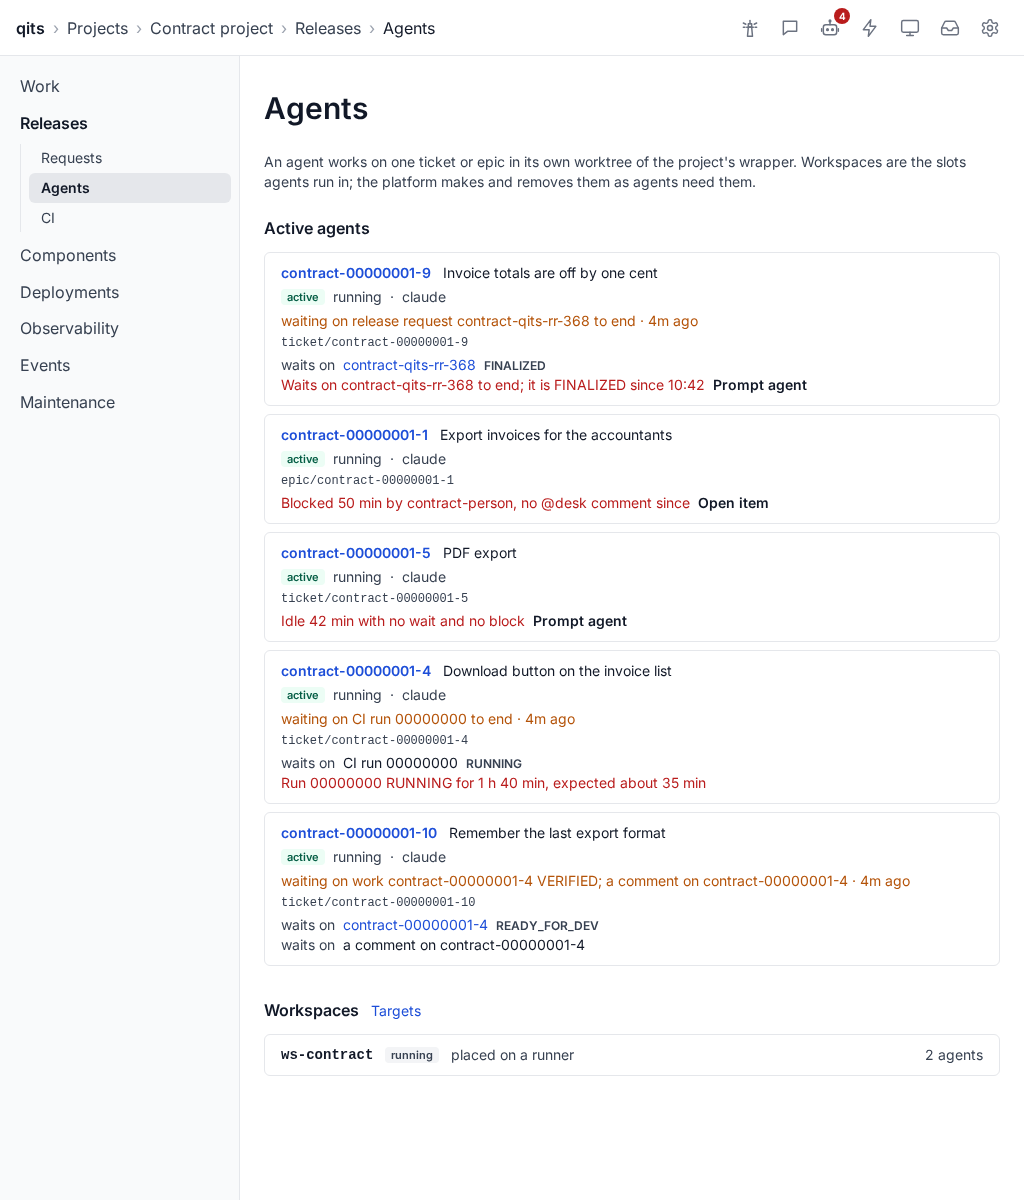 qits › Projects › Contract project › Releases › Agents
4
Work
Releases
Requests
Agents
CI
Components
Deployments
Observability
Events
Maintenance
Agents
An agent works on one ticket or epic in its own worktree of the project's wrapper. Workspaces are the slots
agents run in; the platform makes and removes them as agents need them.
Active agents
contract-00000001-9 Invoice totals are off by one cent
active running · claude
waiting on release request contract-qits-rr-368 to end · 4m ago
ticket/contract-00000001-9
waits on contract-qits-rr-368 FINALIZED
Waits on contract-qits-rr-368 to end; it is FINALIZED since 10:42 Prompt agent
contract-00000001-1 Export invoices for the accountants
active running · claude
epic/contract-00000001-1
Blocked 50 min by contract-person, no @desk comment since Open item
contract-00000001-5 PDF export
active running · claude
ticket/contract-00000001-5
Idle 42 min with no wait and no block Prompt agent
contract-00000001-4 Download button on the invoice list
active running · claude
waiting on CI run 00000000 to end · 4m ago
ticket/contract-00000001-4
waits on CI run 00000000 RUNNING
Run 00000000 RUNNING for 1 h 40 min, expected about 35 min
contract-00000001-10 Remember the last export format
active running · claude
waiting on work contract-00000001-4 VERIFIED; a comment on contract-00000001-4 · 4m ago
ticket/contract-00000001-10
waits on contract-00000001-4 READY_FOR_DEV
waits on a comment on contract-00000001-4
Workspaces Targets
ws-contract running placed on a runner 2 agents